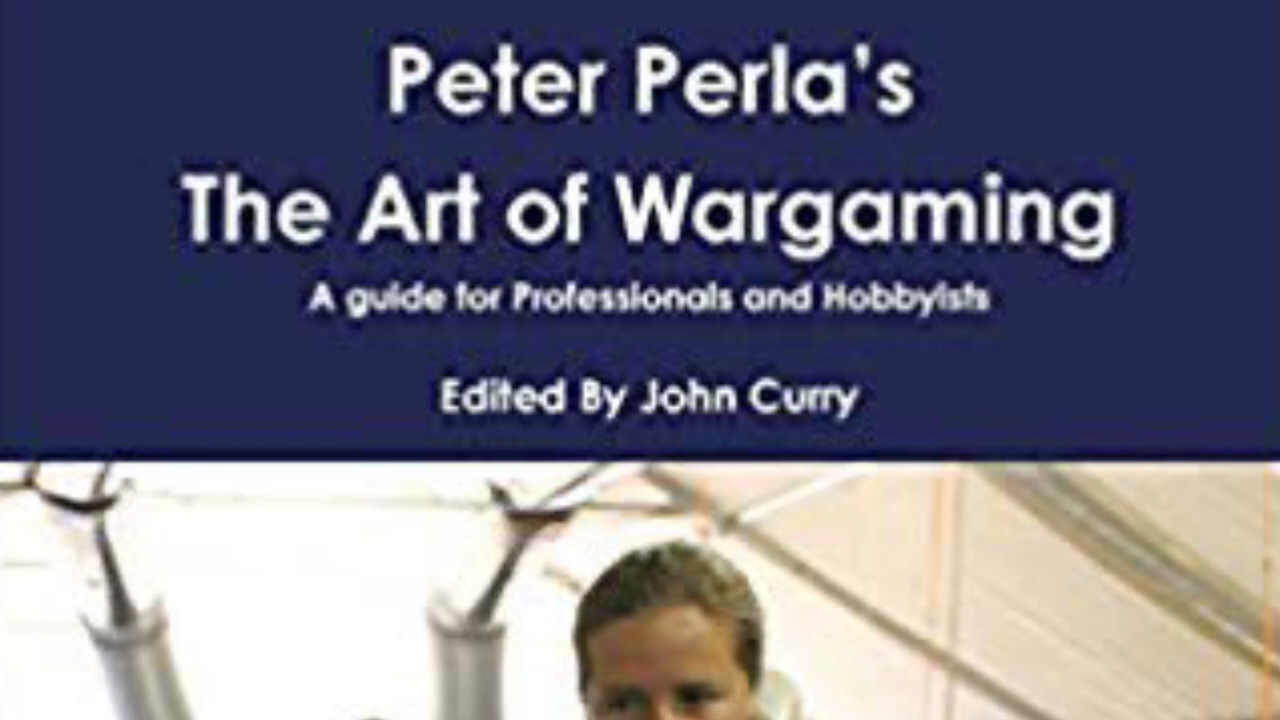 Peter Perla's
The Art of Wargaming
A guide for Professionals and Hobbyists
Edited By John Curry